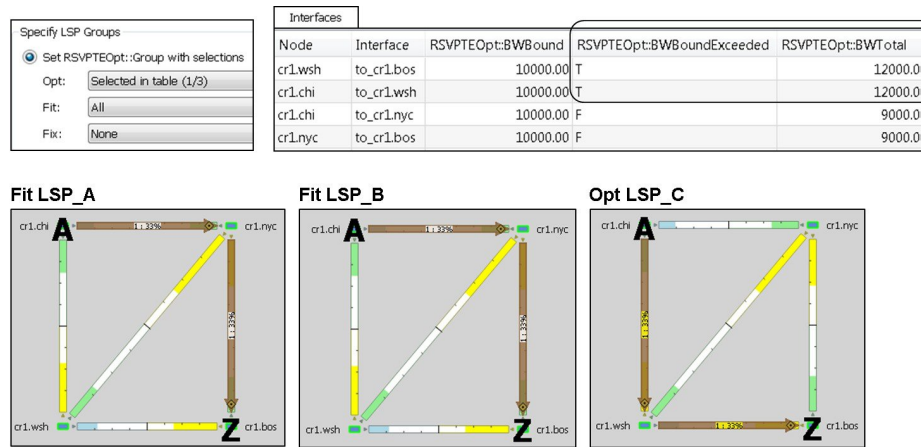 Specify LSP Groups
Set RSVPTEOpt::Group with selections
Opt: Selected in table (1/3)
Fit: All
Fix: None
Interfaces
Node Interface RSVPTEOpt::BWBound RSVPTEOpt::BWBoundExceeded RSVPTEOpt::BWTotal
cr1.wsh to_cr1.bos 10000.00 T 12000.0
cr1.chi to_cr1.wsh 10000.00 T 12000.0
cr1.chi to_cr1.nyc 10000.00 F 9000.0
cr1.nyc to_cr1.bos 10000.00 F 9000.0
Fit LSP_A
cr1.chi A 1 : 33% cr1.nyc
1 : 33%
cr1.wsh Z cr1.bos
Fit LSP_B
cr1.chi A 1 : 33% cr1.nyc
1 : 33%
cr1.wsh Z cr1.bos
Opt LSP_C
cr1.chi A cr1.nyc
1 : 33%
cr1.wsh 1 : 33% Z cr1.bos